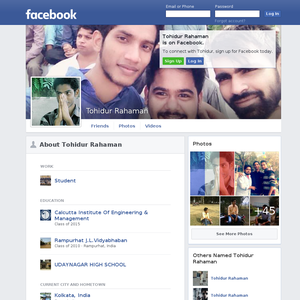 facebook
Email or Phone
Password
Log In
Forgot account?
Tohidur Rahaman
is on Facebook.
To connect with Tohidur, sign up for Facebook today.
Sign Up
Log In
Tohidur Rahaman
Friends
Photos
Videos
About Tohidur Rahaman
WORK
Student
EDUCATION
Calcutta Institute Of Engineering &
Management
Class of 2015
Rampurhat J.L.Vidyabhaban
Class of 2010 · Rampurhat, India
UDAYNAGAR HIGH SCHOOL
CURRENT CITY AND HOMETOWN
Kolkata, India
Photos
+45
See More Photos
Others Named Tohidur
Rahaman
Tohidur Rahaman
Tohidur Rahaman